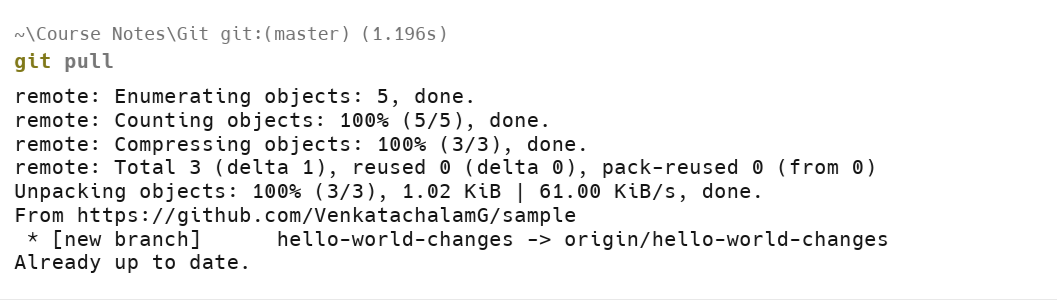 ~\Course Notes\Git git:(master) (1.196s)
git pull
remote: Enumerating objects: 5, done.
remote: Counting objects: 100% (5/5), done.
remote: Compressing objects: 100% (3/3), done.
remote: Total 3 (delta 1), reused 0 (delta 0), pack-reused 0 (from 0)
Unpacking objects: 100% (3/3), 1.02 KiB | 61.00 KiB/s, done.
From https://github.com/VenkatachalamG/sample
 * [new branch]      hello-world-changes -> origin/hello-world-changes
Already up to date.